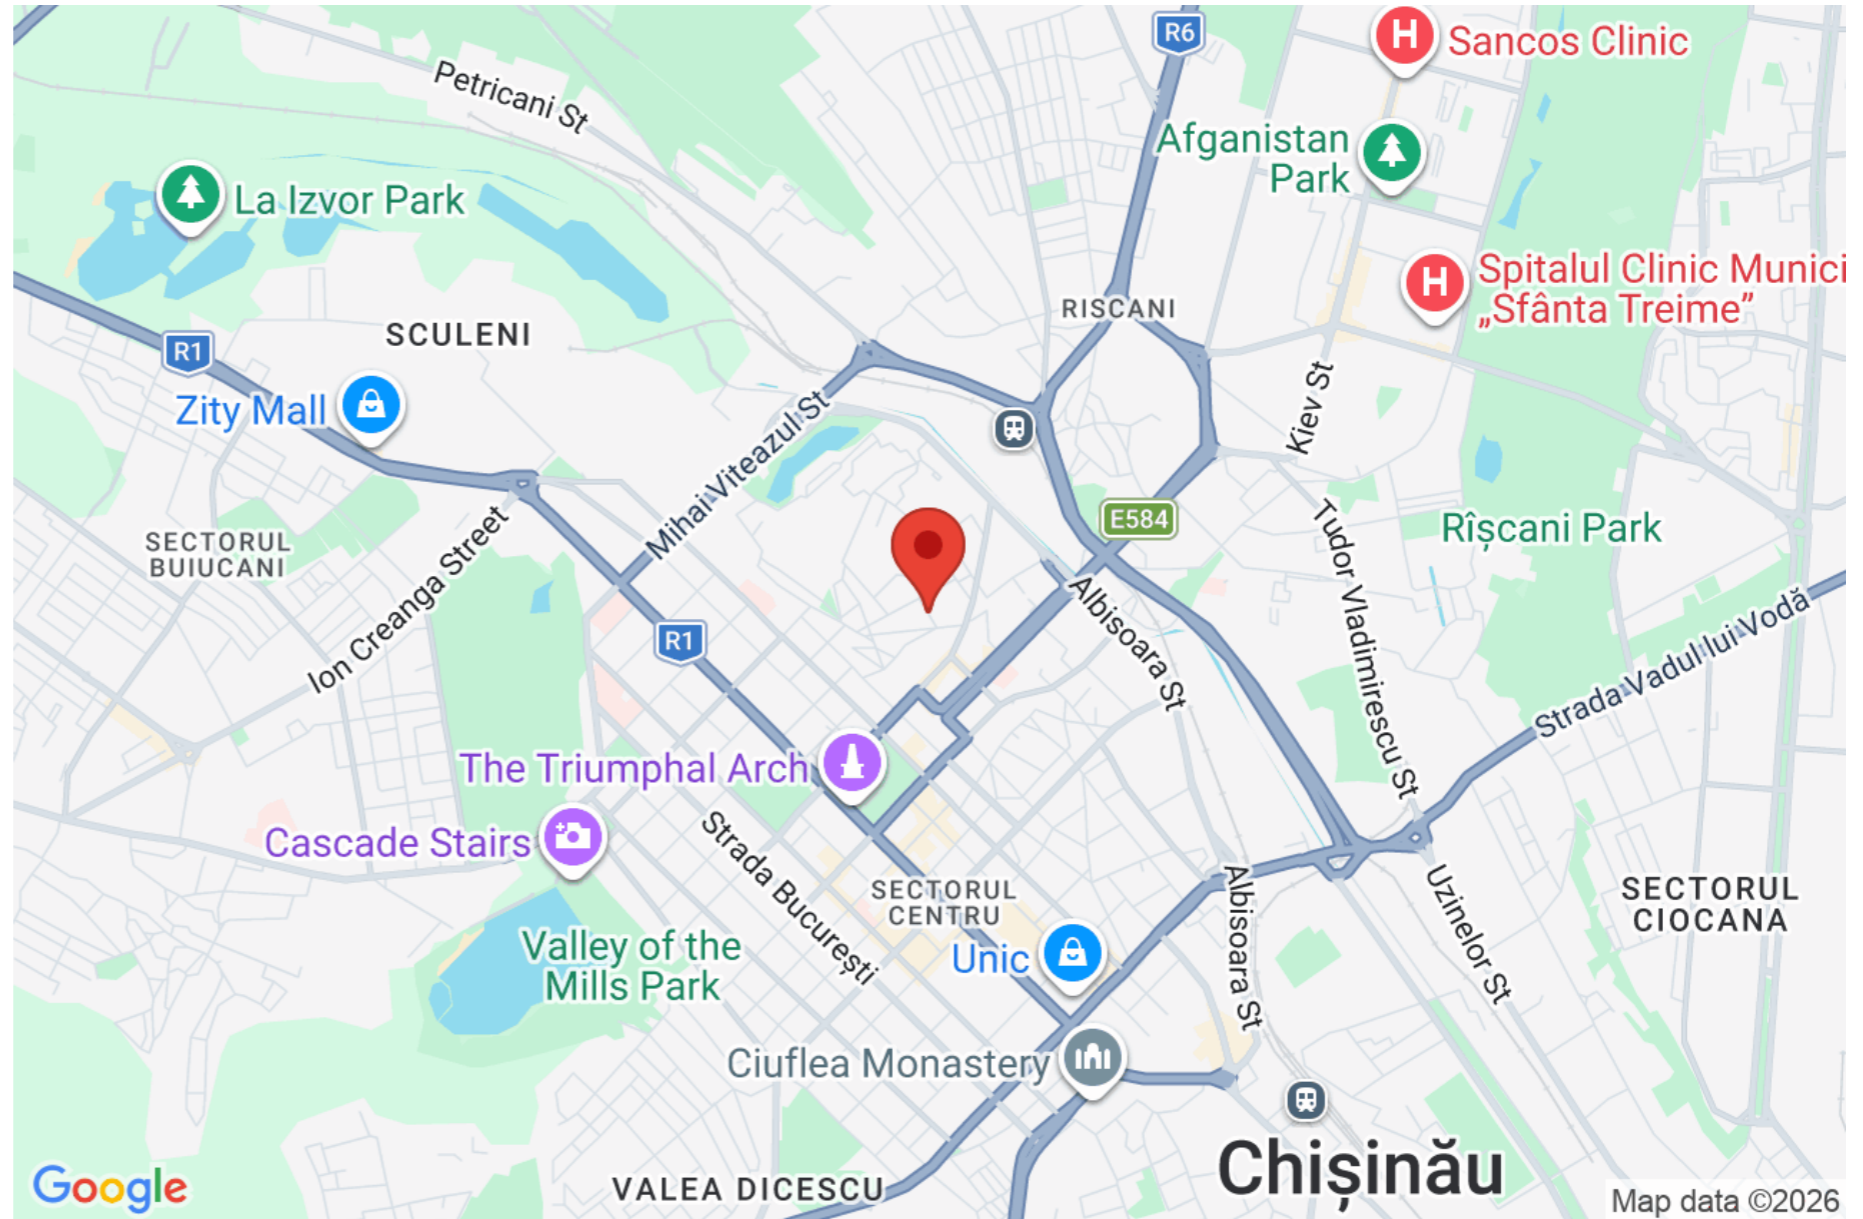 R6
Sancos Clinic
Petricani St
Afganistan
Park
La Izvor Park
Spitalul Clinic Munici
„Sfânta Treime”
RISCANI
SCULENI
R1
Zity Mall
Kiev St
Mihai Viteazul St
E584
Rîșcani Park
SECTORUL
BUIUCANI
Ion Creanga Street
Tudor Vladimirescu St
Albisoara St
R1
Strada Vadul lui Vodă
The Triumphal Arch
Cascade Stairs
Strada București
SECTORUL
CENTRU
Albisoara St
Uzinelor St
SECTORUL
CIOCANA
Valley of the
Mills Park
Unic
Ciuflea Monastery
Chișinău
VALEA DICESCU
Google
Map data ©2026
H
H